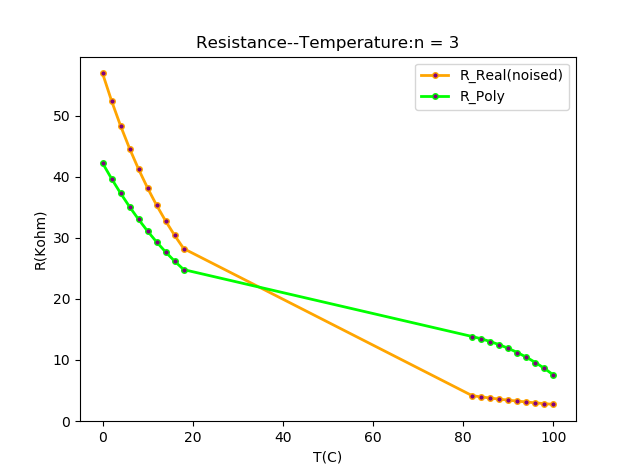 Resistance--Temperature:n = 3
R_Real(noised)
R_Poly
R(Kohm)
50
40
30
20
10
0
0 20 40 60 80 100
T(C)